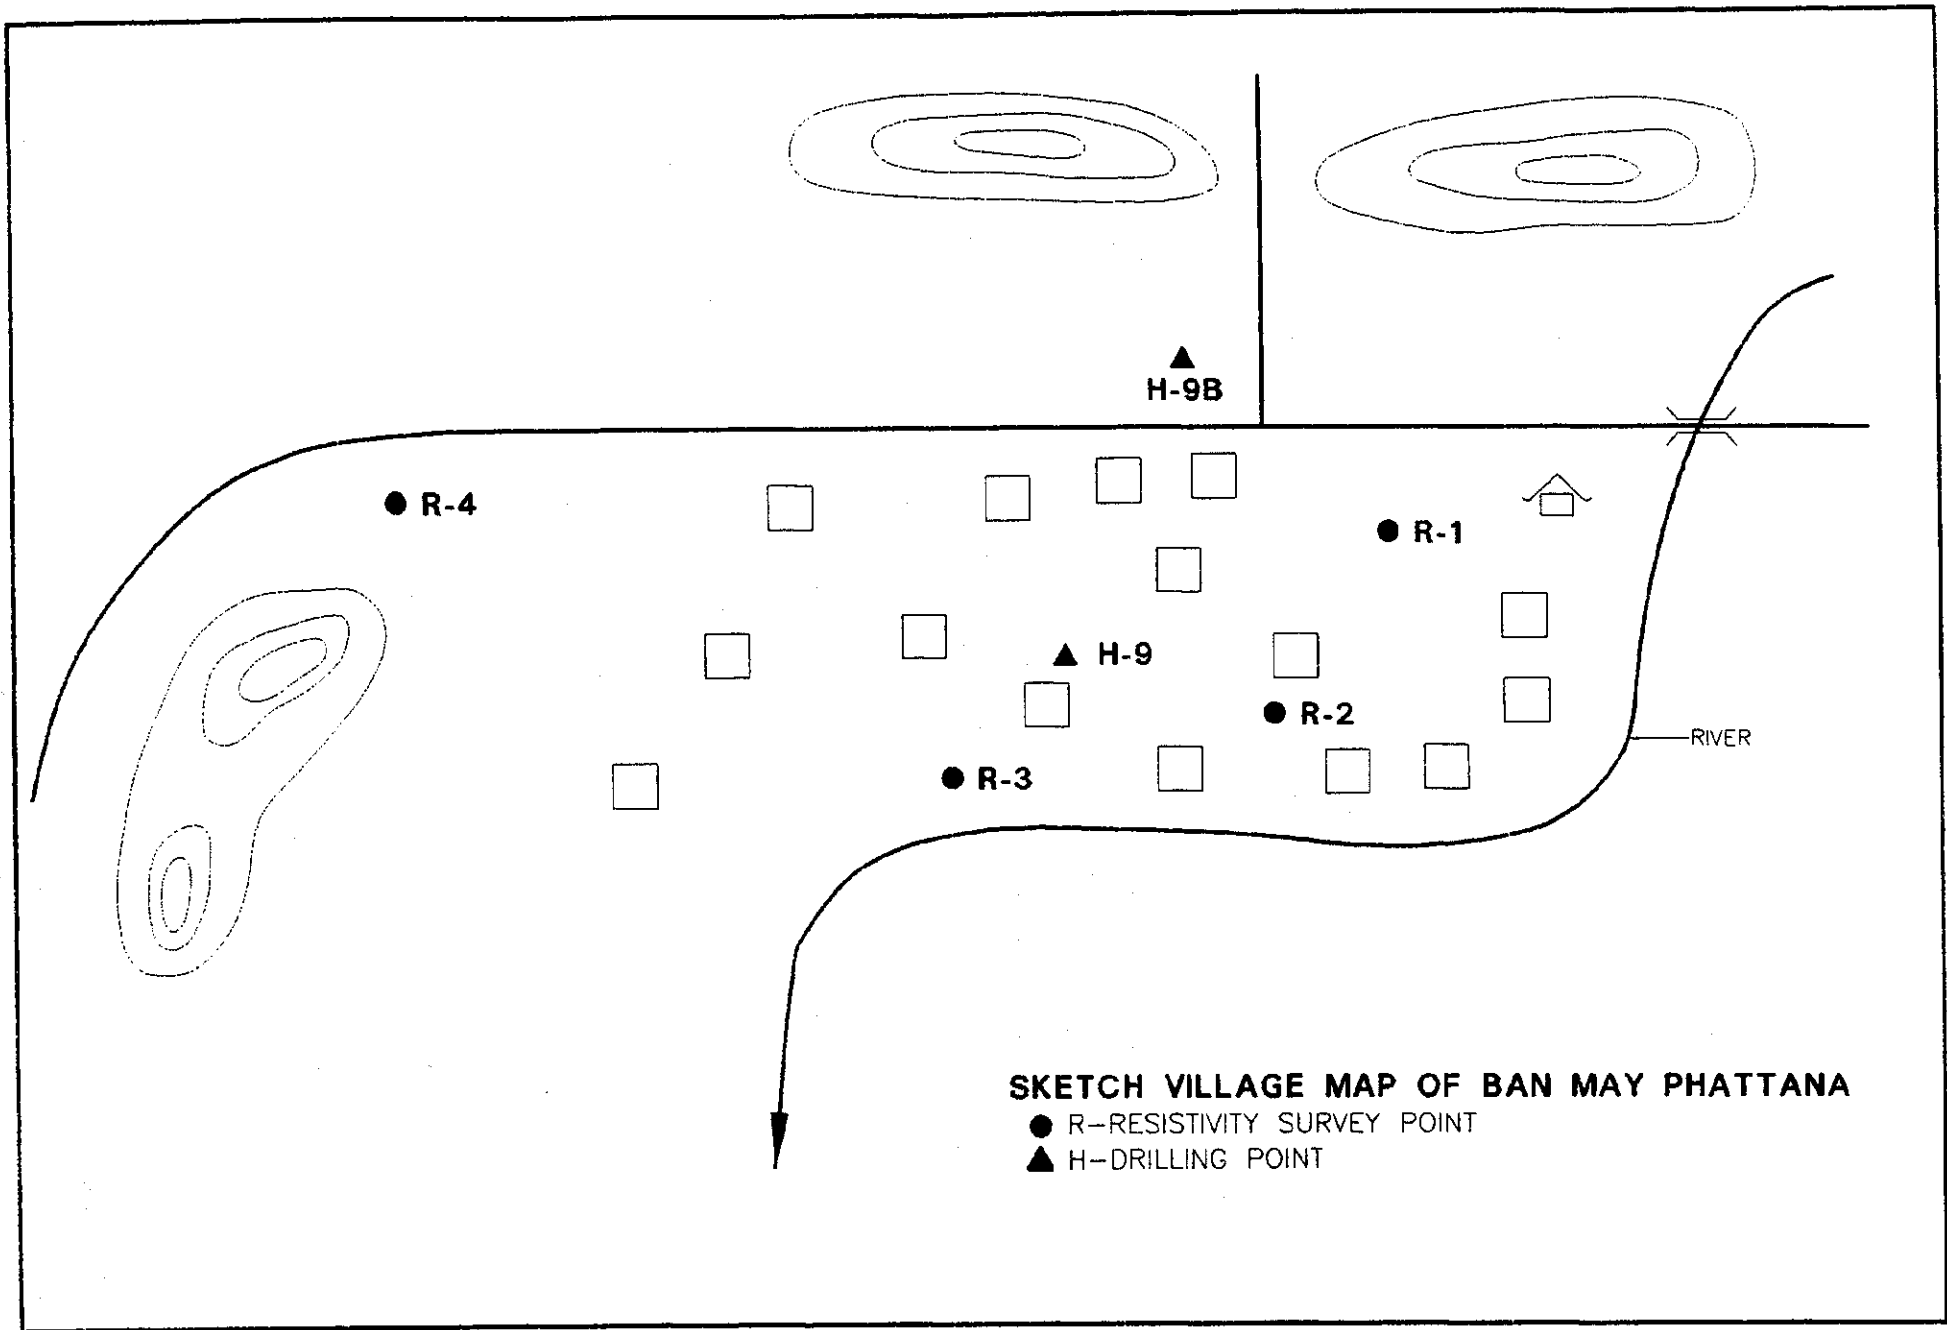 H-9B
R-4
R-1
H-9
R-2
RIVER
R-3
SKETCH VILLAGE MAP OF BAN MAY PHATTANA
R-RESISTIVITY SURVEY POINT
H-DRILLING POINT